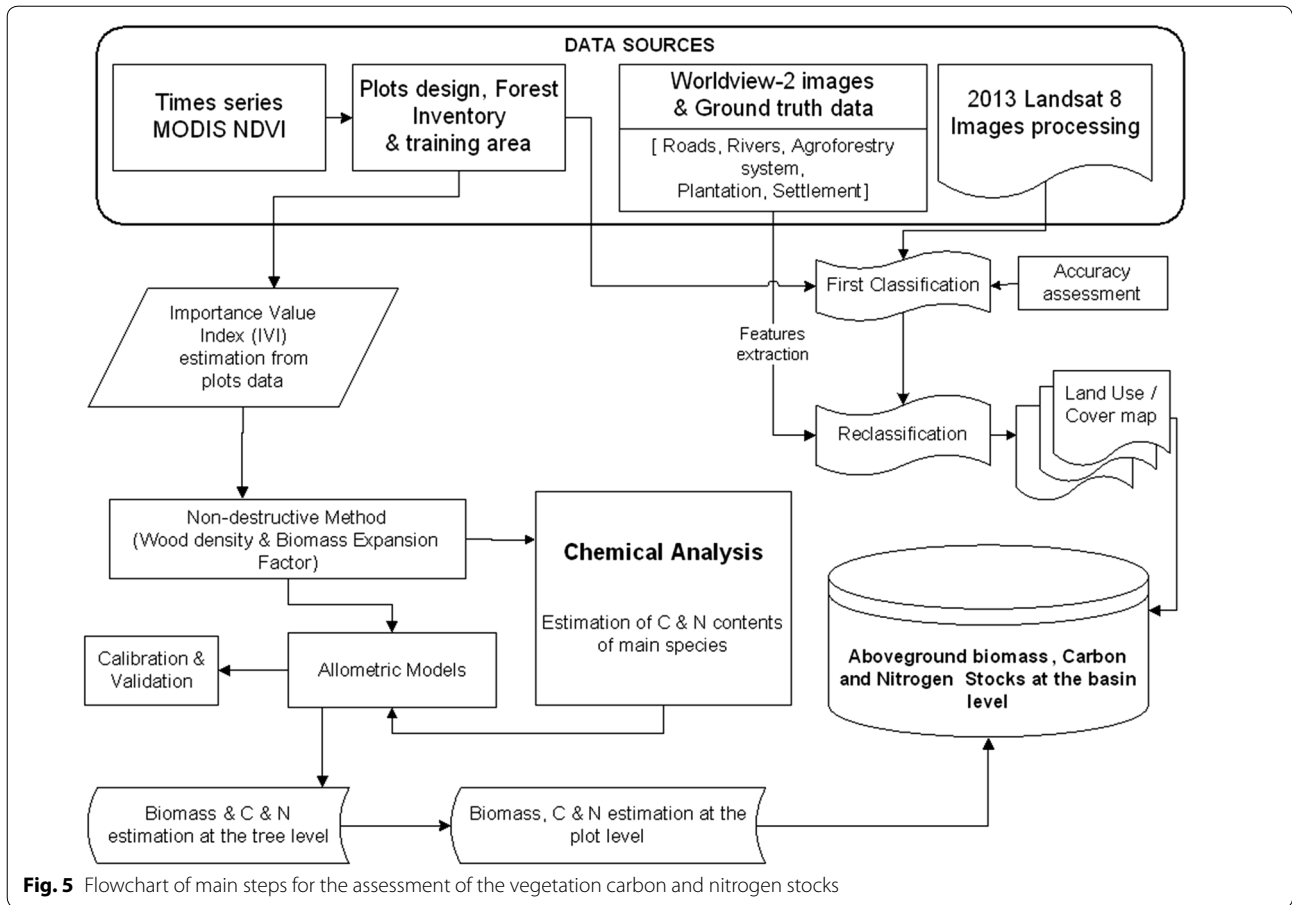 DATA SOURCES
Times series
MODIS NDVI
Plots design, Forest
Inventory
& training area
Worldview-2 images
& Ground truth data
[ Roads, Rivers, Agroforestry
system,
Plantation, Settlement]
2013 Landsat 8
Images processing
First Classification
Accuracy
assessment
Features
extraction
Importance Value
Index (IVI)
estimation from
plots data
Reclassification
Land Use /
Cover map
Non-destructive Method
(Wood density & Biomass Expansion
Factor)
Chemical Analysis
Estimation of C & N contents
of main species
Calibration &
Validation
Allometric Models
Aboveground biomass , Carbon
and Nitrogen Stocks at the basin
level
Biomass & C & N
estimation at the tree level
Biomass, C & N estimation at the
plot level
Fig. 5 Flowchart of main steps for the assessment of the vegetation carbon and nitrogen stocks